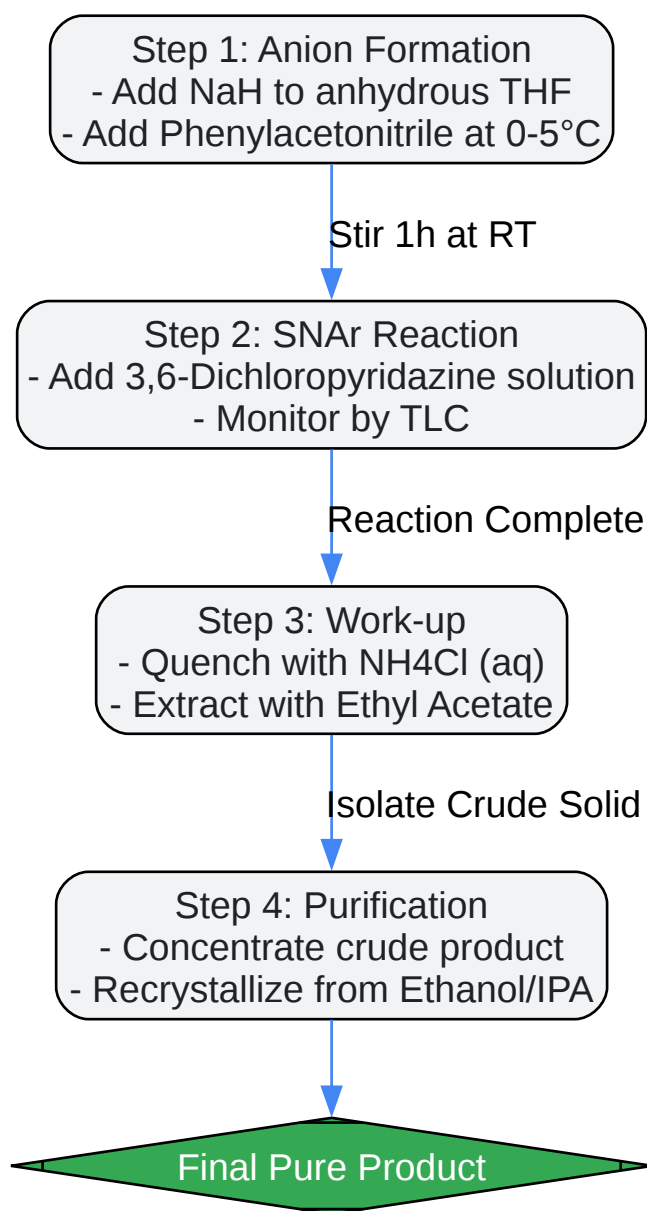 Step 1: Anion Formation
- Add NaH to anhydrous THF
- Add Phenylacetonitrile at 0-5°C
Stir 1h at RT
Step 2: SNAr Reaction
- Add 3,6-Dichloropyridazine solution
- Monitor by TLC
Reaction Complete
Step 3: Work-up
- Quench with NH4Cl (aq)
- Extract with Ethyl Acetate
Isolate Crude Solid
Step 4: Purification
- Concentrate crude product
- Recrystallize from Ethanol/IPA
Final Pure Product